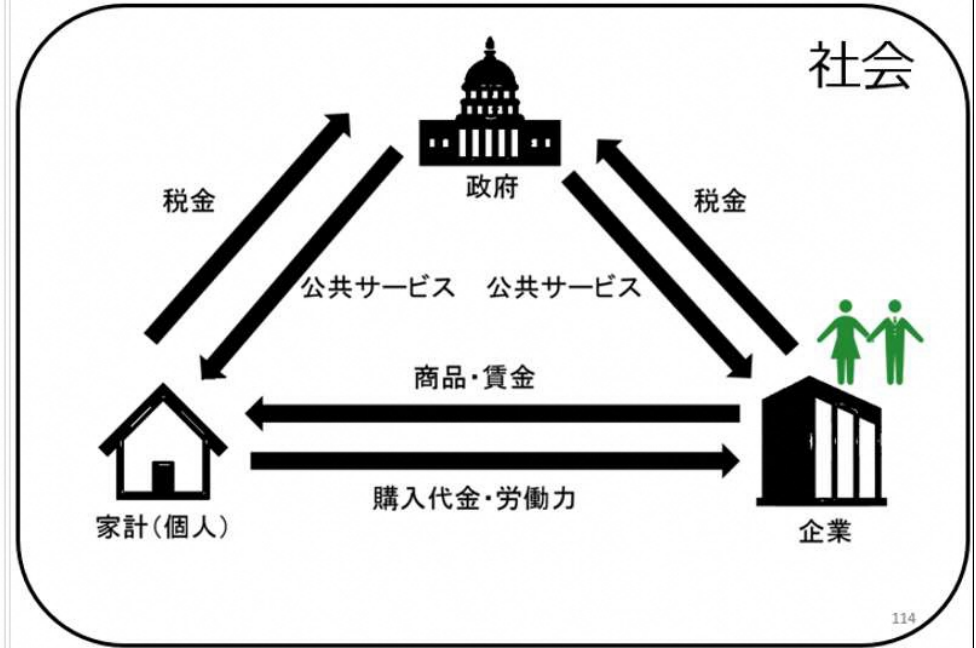 社会
政府
税金
税金
公共サービス
公共サービス
商品・賃金
購入代金・労働力
家計（個人）
企業
114